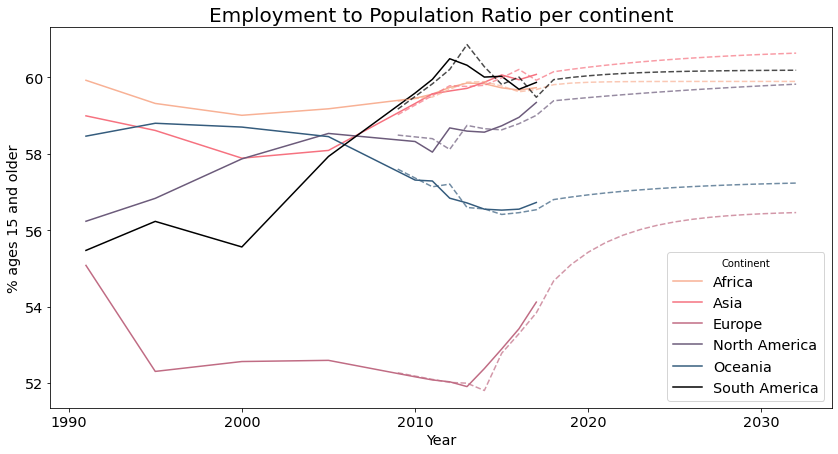 Employment to Population Ratio per continent
60
58
56
54
52
% ages 15 and older
1990
2000
2010
2020
2030
Year
Continent
Africa
Asia
Europe
North America
Oceania
South America